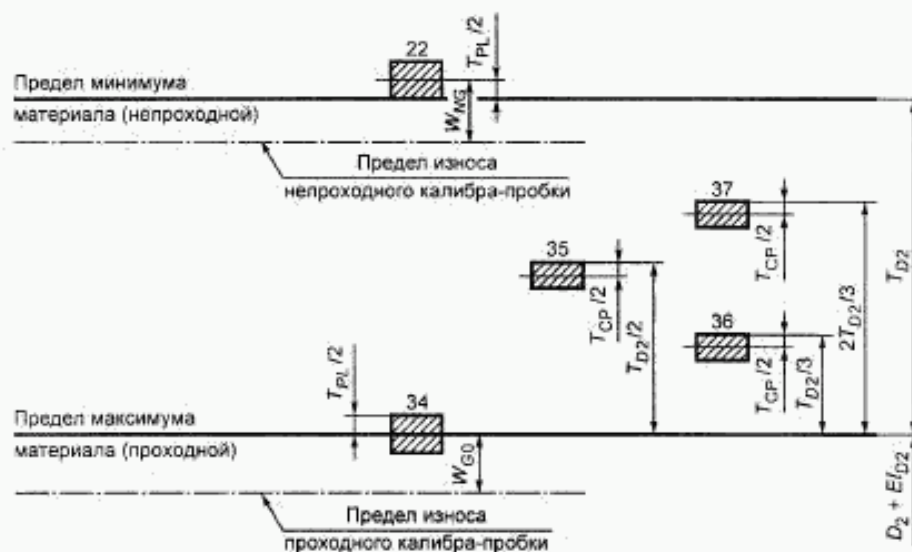 22
T_PL/2
Предел минимума
материала (непроходной)
W_NG
Предел износа
непроходного калибра-пробки
37
T_CP/2
35
T_CP/2
T_D2/2
36
T_CP/2
T_D2/3
2T_D2/3
T_D2
T_PL/2
34
Предел максимума
материала (проходной)
W_G0
Предел износа
проходного калибра-пробки
D_2 + EI_D2